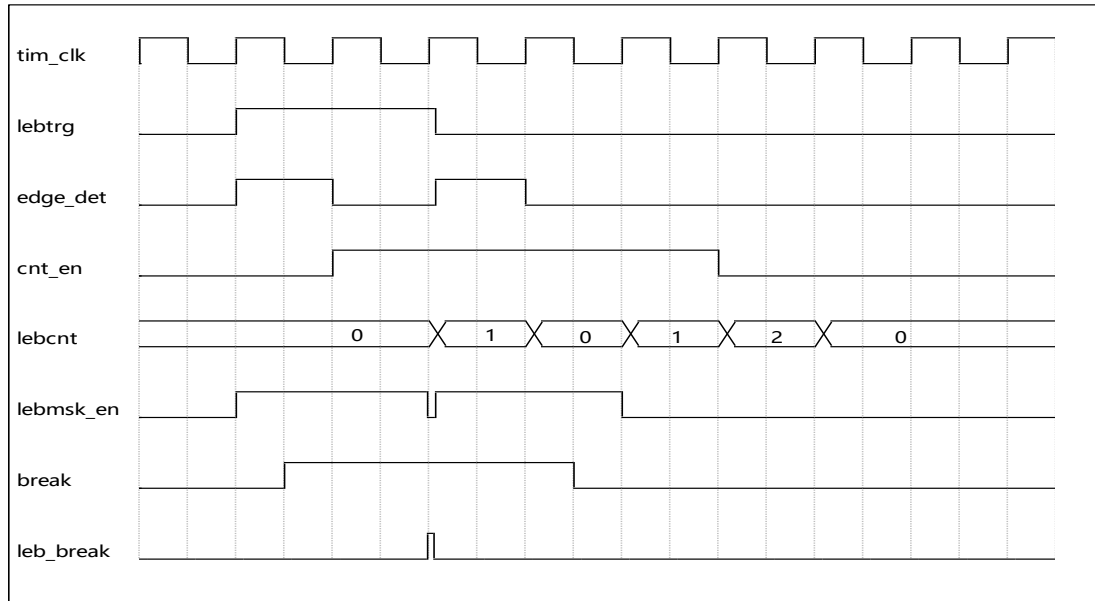 tim_clk
lebtrg
edge_det
cnt_en
lebcnt 0 1 0 1 2 0
lebmsk_en
break
leb_break